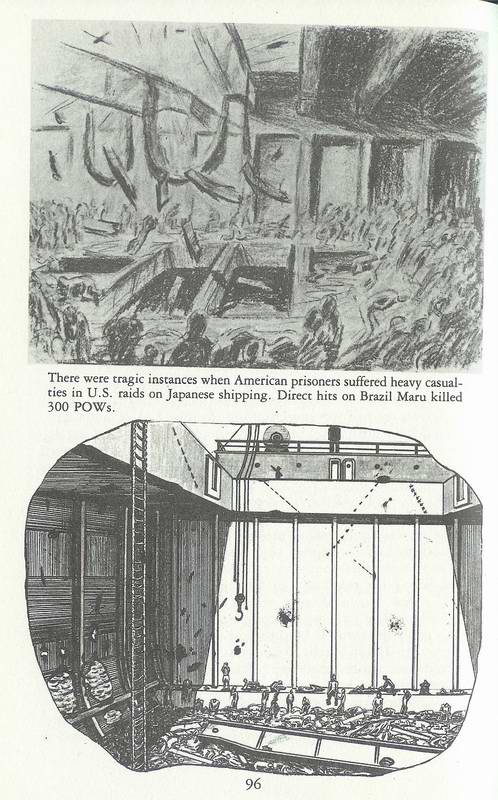 There were tragic instances when American prisoners suffered heavy casual-
ties in U.S. raids on Japanese shipping. Direct hits on Brazil Maru killed
300 POWs.
96